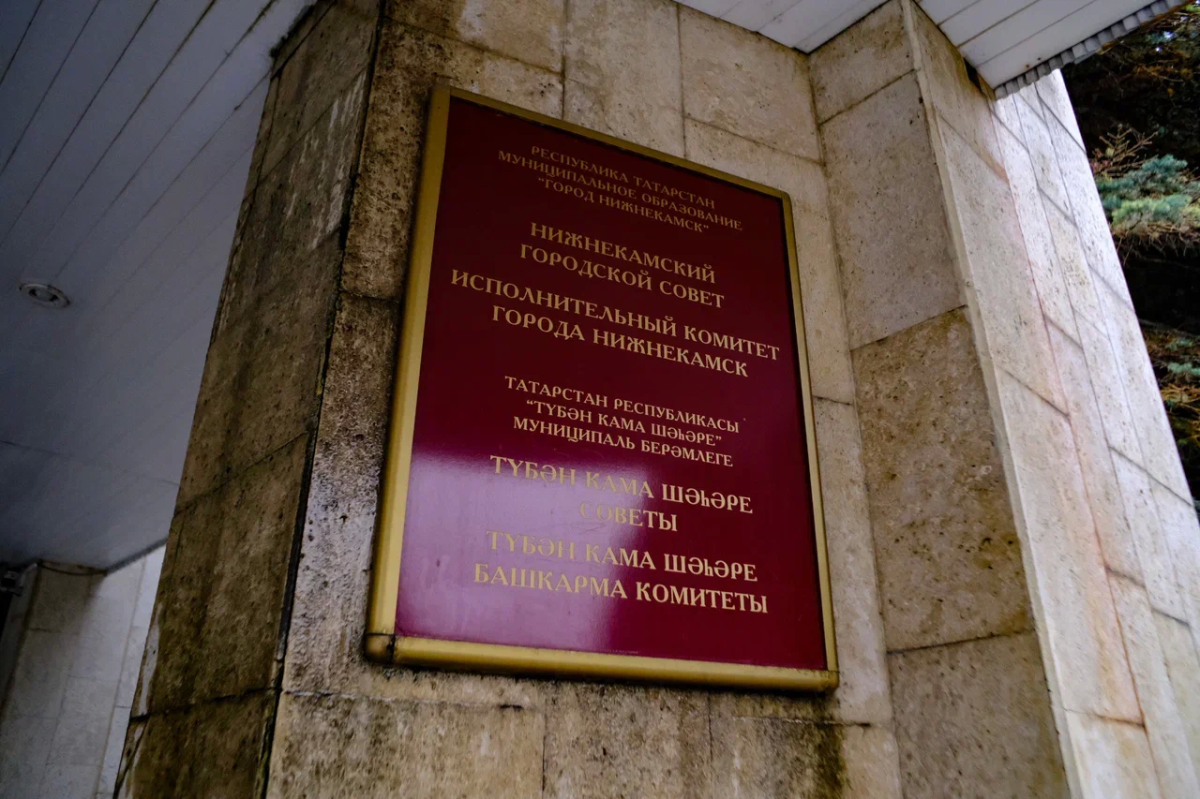 РЕСПУБЛИКА ТАТАРСТАН
МУНИЦИПАЛЬНОЕ ОБРАЗОВАНИЕ
"ГОРОД НИЖНЕКАМСК"
НИЖНЕКАМСКИЙ
ГОРОДСКОЙ СОВЕТ
ИСПОЛНИТЕЛЬНЫЙ КОМИТЕТ
ГОРОДА НИЖНЕКАМСК
ТАТАРСТАН РЕСПУБЛИКАСЫ
"ТҮБӘН КАМА ШӘҺӘРЕ"
МУНИЦИПАЛЬ БЕРӘМЛЕГЕ
ТҮБӘН КАМА ШӘҺӘРЕ
СОВЕТЫ
ТҮБӘН КАМА ШӘҺӘРЕ
БАШКАРМА КОМИТЕТЫ